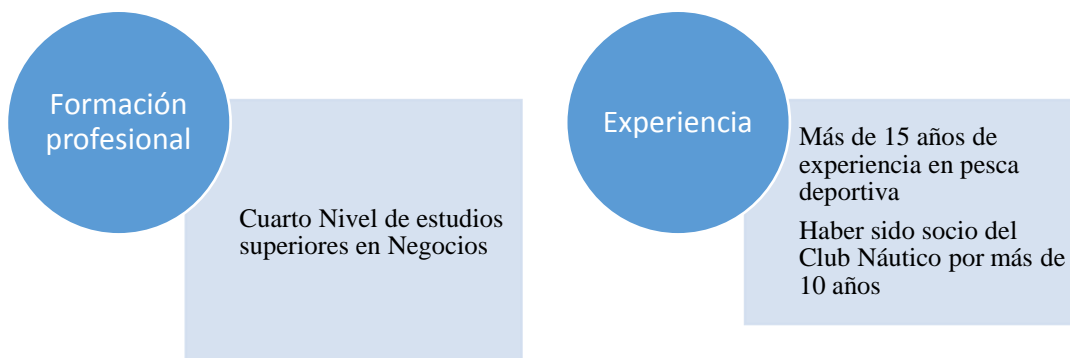 Formación
profesional
Cuarto Nivel de estudios
superiores en Negocios
Experiencia
Más de 15 años de
experiencia en pesca
deportiva
Haber sido socio del
Club Náutico por más de
10 años